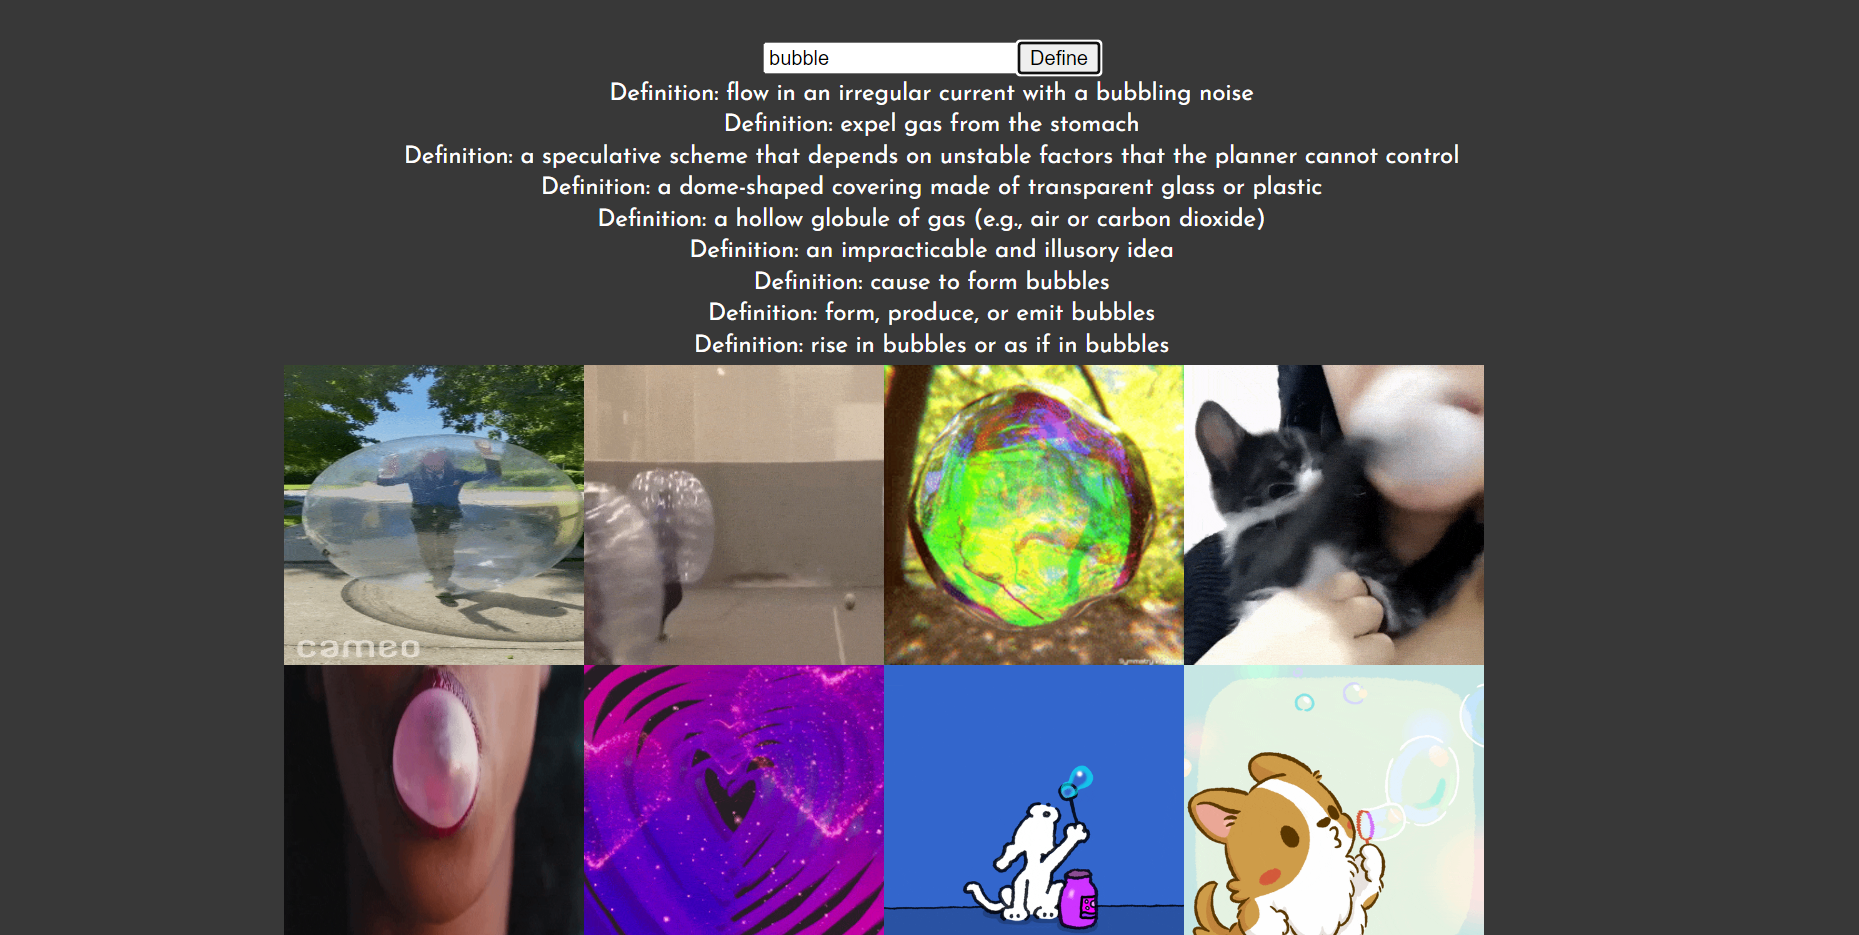 bubble Define
Definition: flow in an irregular current with a bubbling noise
Definition: expel gas from the stomach
Definition: a speculative scheme that depends on unstable factors that the planner cannot control
Definition: a dome-shaped covering made of transparent glass or plastic
Definition: a hollow globule of gas (e.g., air or carbon dioxide)
Definition: an impracticable and illusory idea
Definition: cause to form bubbles
Definition: form, produce, or emit bubbles
Definition: rise in bubbles or as if in bubbles
cameo
Symmetry